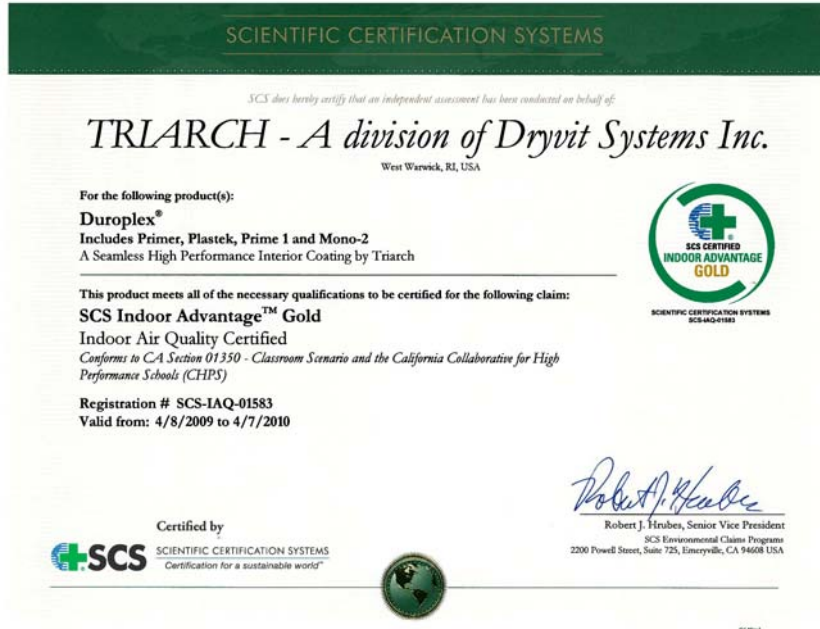 SCIENTIFIC CERTIFICATION SYSTEMS
SCS does hereby certify that an independent assessment has been conducted on behalf of:
TRIARCH - A division of Dryvit Systems Inc.
West Warwick, RI, USA
For the following product(s):
Duroplex®
Includes Primer, Plastek, Prime 1 and Mono-2
A Seamless High Performance Interior Coating by Triarch
SCS CERTIFIED
INDOOR ADVANTAGE
GOLD
SCIENTIFIC CERTIFICATION SYSTEMS
SCS-IAQ-01583
This product meets all of the necessary qualifications to be certified for the following claim:
SCS Indoor Advantage™ Gold
Indoor Air Quality Certified
Conforms to CA Section 01350 - Classroom Scenario and the California Collaborative for High
Performance Schools (CHPS)
Registration # SCS-IAQ-01583
Valid from: 4/8/2009 to 4/7/2010
Robert J. Hrubes
Robert J. Hrubes, Senior Vice President
SCS Environmental Claims Programs
2200 Powell Street, Suite 725, Emeryville, CA 94608 USA
Certified by
SCS
SCIENTIFIC CERTIFICATION SYSTEMS
Certification for a sustainable world™